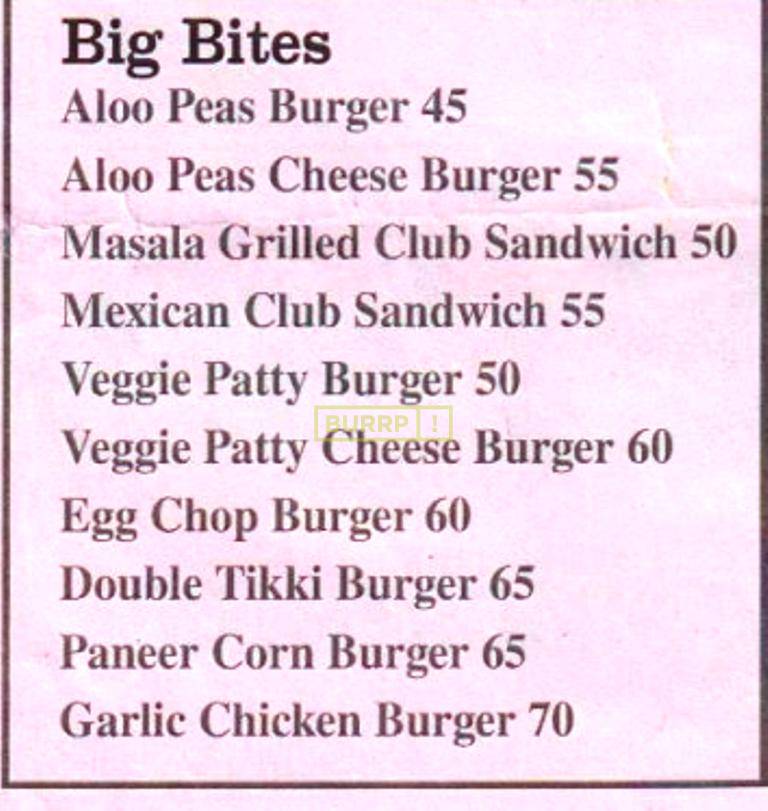 Big Bites
Aloo Peas Burger 45
Aloo Peas Cheese Burger 55
Masala Grilled Club Sandwich 50
Mexican Club Sandwich 55
Veggie Patty Burger 50
BURRP !
Veggie Patty Cheese Burger 60
Egg Chop Burger 60
Double Tikki Burger 65
Paneer Corn Burger 65
Garlic Chicken Burger 70